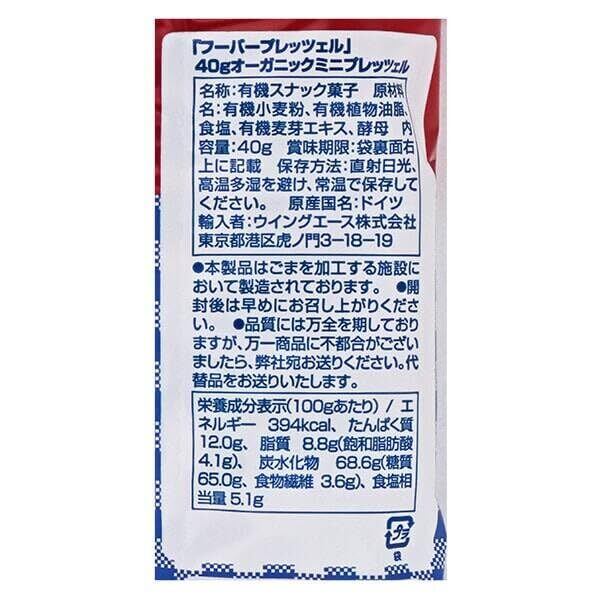 「フーバープレッツェル」
40gオーガニックミニプレッツェル
名称:有機スナック菓子 原材料
名:有機小麦粉、有機植物油脂、
食塩、有機麦芽エキス、酵母 内
容量:40g 賞味期限:袋裏面右
上に記載 保存方法:直射日光、
高温多湿を避け、常温で保存して
ください。 原産国名:ドイツ
輸入者:ウイングエース株式会社
東京都港区虎ノ門3-18-19
●本製品はごまを加工する施設に
おいて製造されております。 ●開
封後は早めにお召し上がりくださ
い。 ●品質には万全を期しており
ますが、万一商品に不都合がござい
ましたら、弊社宛お送りください。代
替品をお送りいたします。
栄養成分表示(100gあたり) / エ
ネルギー 394kcal、たんぱく質
12.0g、脂質 8.8g(飽和脂肪酸
4.1g)、 炭水化物 68.6g(糖質
65.0g、食物繊維 3.6g)、食塩相
当量5.1g
プラ
袋